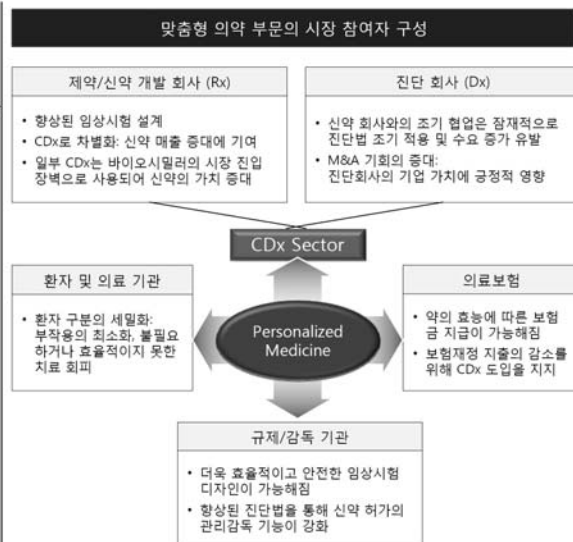 맞춤형 의약 부문의 시장 참여자 구성
제약/신약 개발 회사 (Rx)
• 향상된 임상시험 설계
• CDx로 차별화: 신약 매출 증대에 기여
• 일부 CDx는 바이오시밀러의 시장 진입
장벽으로 사용되어 신약의 가치 증대
진단 회사 (Dx)
• 신약 회사와의 조기 협업은 잠재적으로
진단법 조기 적용 및 수요 증가 유발
• M&A 기회의 증대:
진단회사의 기업 가치에 긍정적 영향
CDx Sector
환자 및 의료 기관
• 환자 구분의 세밀화:
부작용의 최소화, 불필요
하거나 효율적이지 못한
치료 회피
Personalized
Medicine
의료보험
• 약의 효능에 따른 보험
금 지급이 가능해짐
• 보험재정 지출의 감소를
위해 CDx 도입을 지지
규제/감독 기관
• 더욱 효율적이고 안전한 임상시험
디자인이 가능해짐
• 향상된 진단법을 통해 신약 허가의
관리감독 기능이 강화